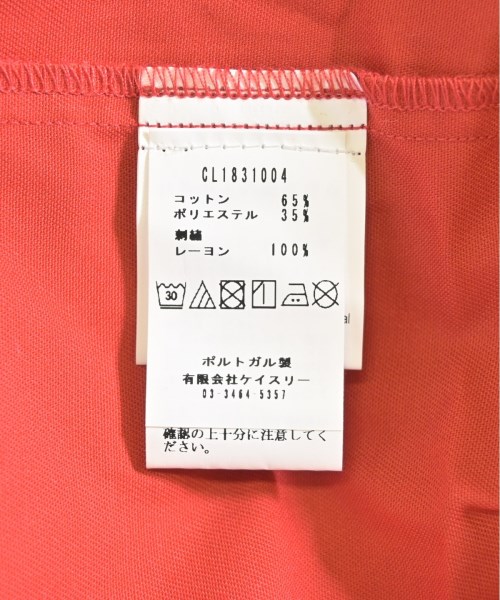 CL1831004
コットン 65%
ポリエステル 35%
刺繍
レーヨン 100%
30
al
ポルトガル製
有限会社ケイスリー
03-3464-5357
確認の上十分に注意してく
ださい。